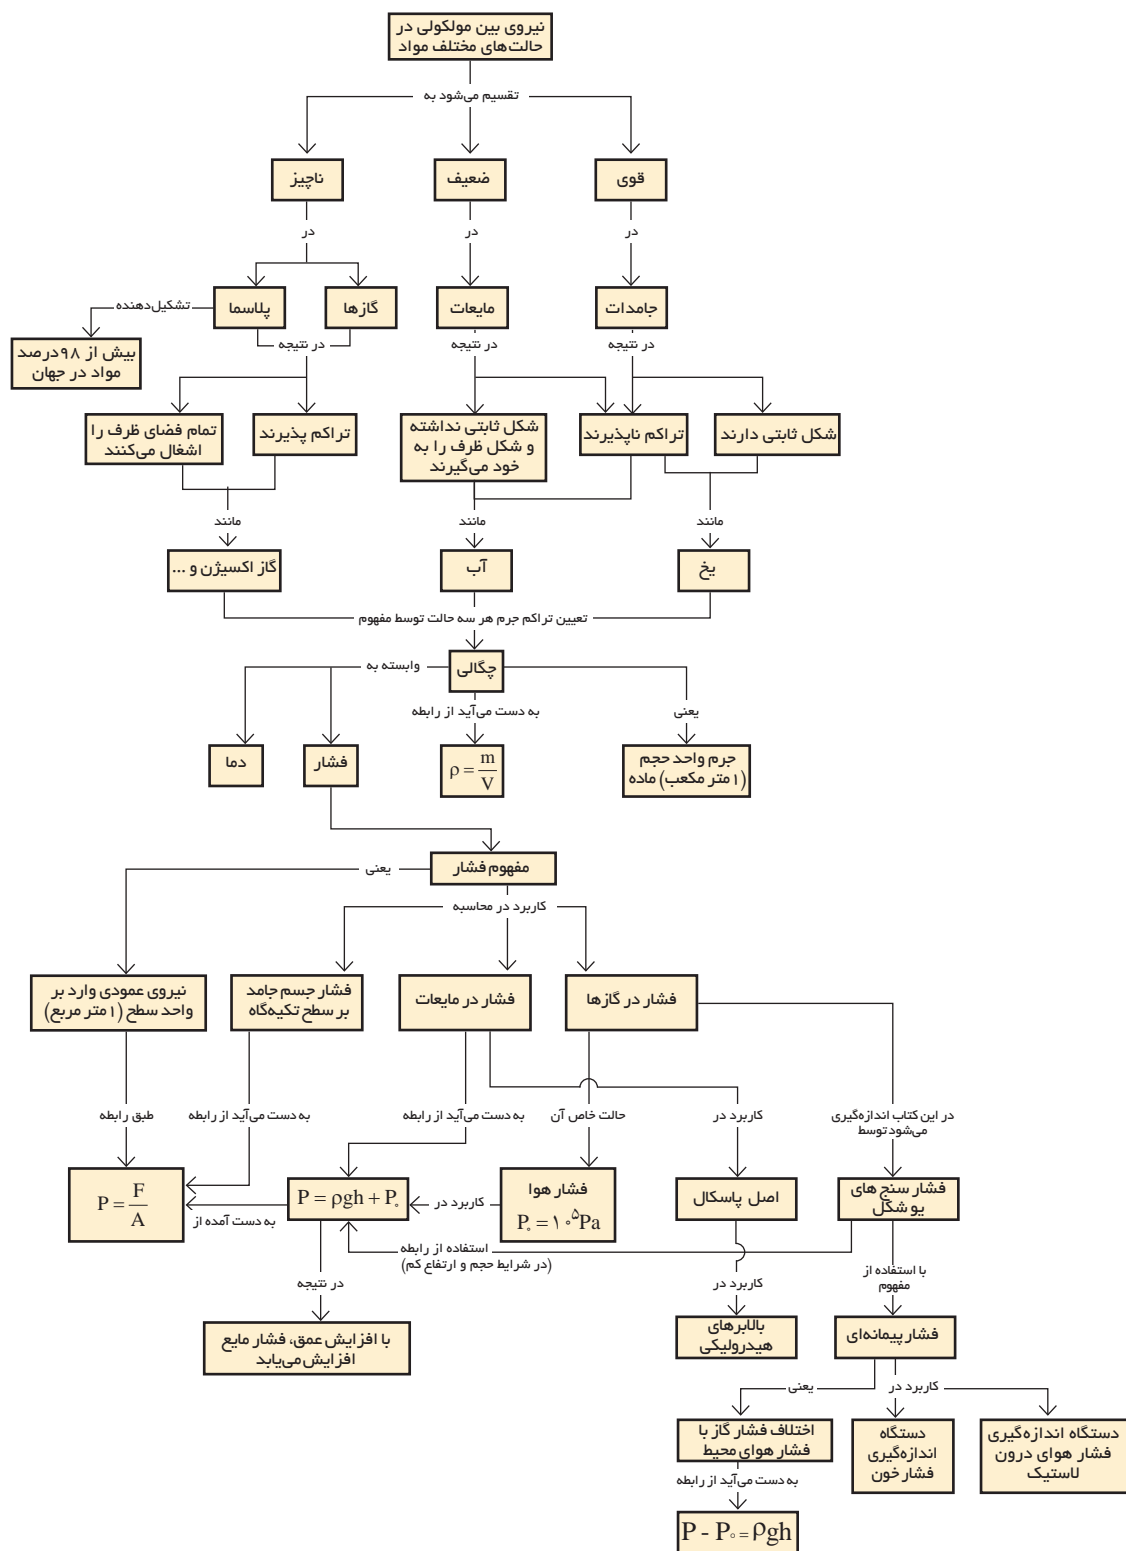 نیروی بین مولکولی در
حالت‌های مختلف مواد
تقسیم می‌شود به
قوی
ضعیف
ناچیز
در
در
در
جامدات
مایعات
گازها
پلاسما
تشکیل‌دهنده
بیش از ۹۸درصد
مواد در جهان
در نتیجه
در نتیجه
در نتیجه
شکل ثابتی دارند
تراکم ناپذیرند
شکل ثابتی نداشته
و شکل ظرف را به
خود می‌گیرند
تراکم پذیرند
تمام فضای ظرف را
اشغال می‌کنند
مانند
مانند
مانند
یخ
آب
گاز اکسیژن و ...
تعیین تراکم جرم هر سه حالت توسط مفهوم
چگالی
وابسته به
به دست می‌آید از رابطه
یعنی
جرم واحد حجم
(۱متر مکعب) ماده
ρ = m/V
فشار
دما
مفهوم فشار
یعنی
کاربرد در محاسبه
فشار در گازها
فشار در مایعات
فشار جسم جامد
بر سطح تکیه‌گاه
نیروی عمودی وارد بر
واحد سطح (۱متر مربع)
در این کتاب اندازه‌گیری
می‌شود توسط
کاربرد در
حالت خاص آن
به دست می‌آید از رابطه
به دست می‌آید از رابطه
طبق رابطه
فشار سنج های
یو شکل
اصل پاسکال
فشار هوا
P۰ = ۱۰^۵Pa
کاربرد در
P = ρgh + P۰
به دست آمده از
P = F/A
استفاده از رابطه
(در شرایط حجم و ارتفاع کم)
با استفاده از
مفهوم
کاربرد در
در نتیجه
فشار پیمانه‌ای
بالابرهای
هیدرولیکی
با افزایش عمق، فشار مایع
افزایش می‌یابد
کاربرد در
یعنی
دستگاه اندازه‌گیری
فشار هوای درون
لاستیک
دستگاه
اندازه‌گیری
فشار خون
اختلاف فشار گاز با
فشار هوای محیط
به دست می‌آید از رابطه
P - P۰ = ρgh